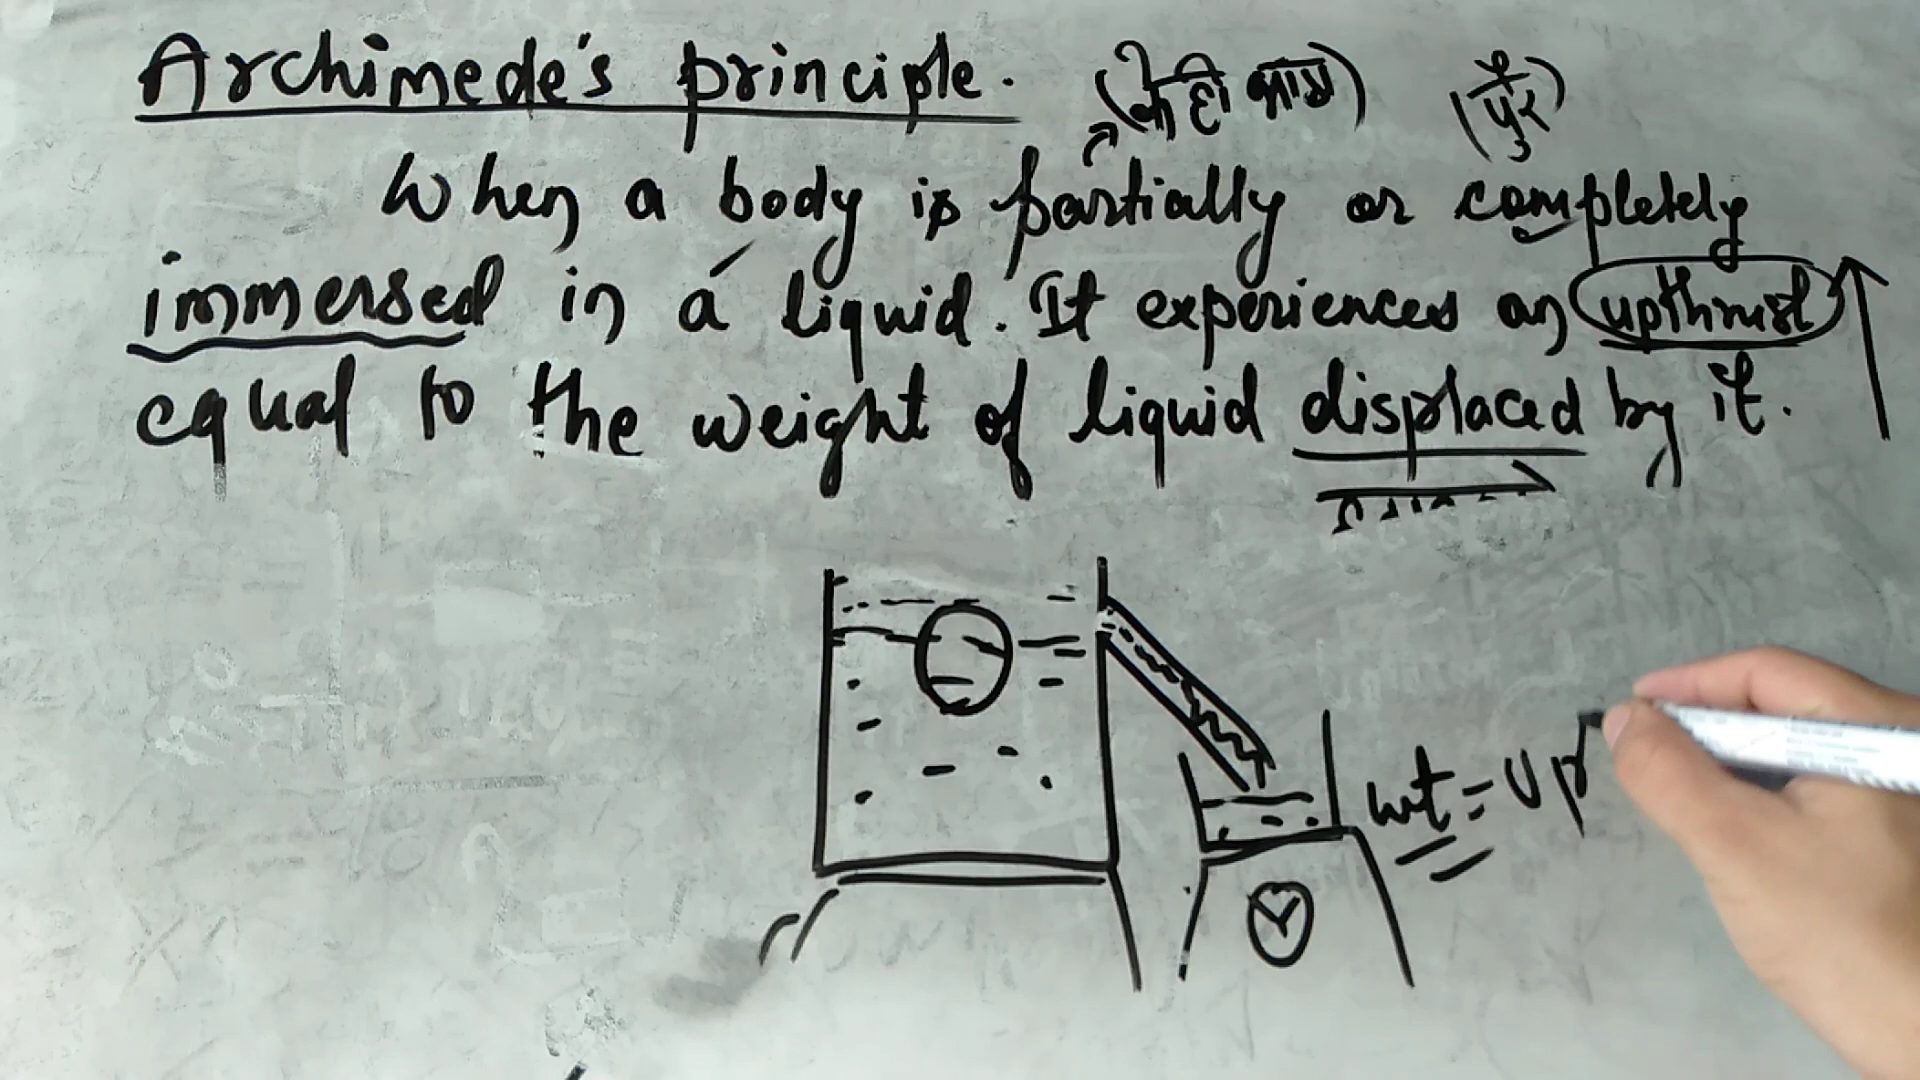 Archimede's principle.
When a body is partially or completely
immersed in a liquid. It experiences an upthrust
equal to the weight of liquid displaced by it.
wt = Up